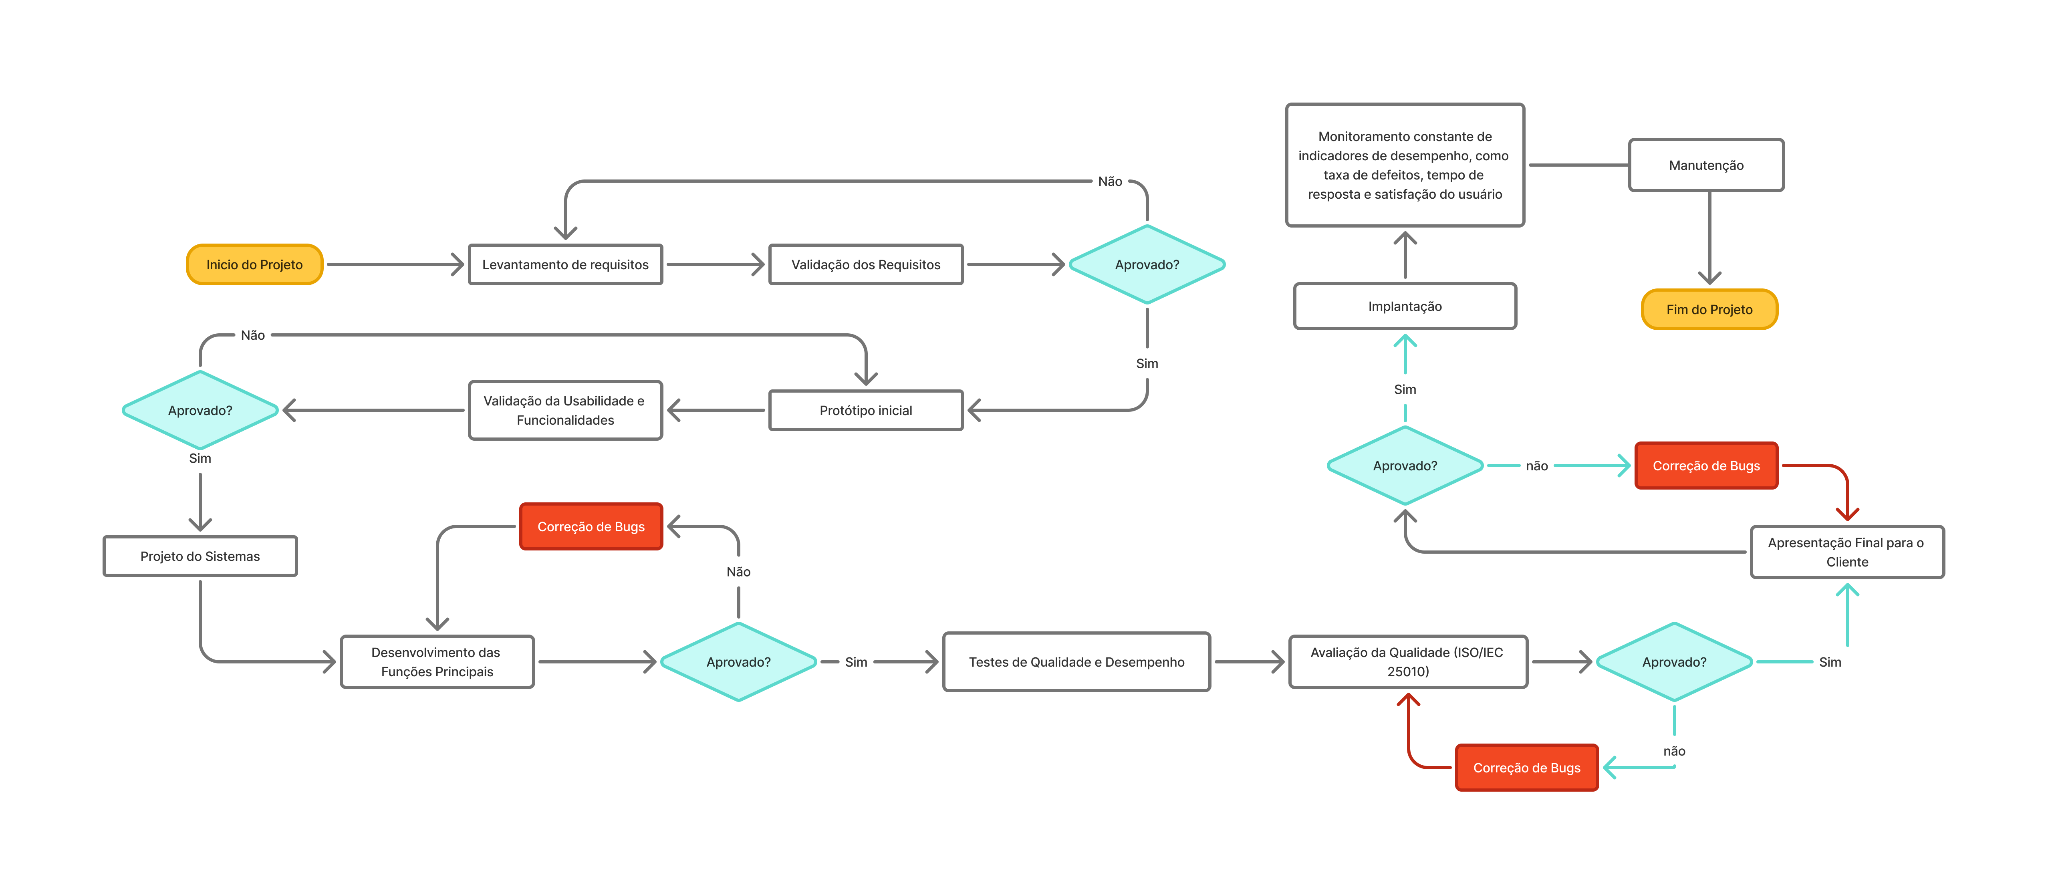 Inicio do Projeto
Levantamento de requisitos
Validação dos Requisitos
Aprovado?
Não
Sim
Protótipo inicial
Validação da Usabilidade e
Funcionalidades
Aprovado?
Não
Sim
Projeto do Sistemas
Desenvolvimento das
Funções Principais
Aprovado?
Não
Correção de Bugs
Sim
Testes de Qualidade e Desempenho
Avaliação da Qualidade (ISO/IEC
25010)
Aprovado?
não
Correção de Bugs
Sim
Apresentação Final para o
Cliente
Aprovado?
não
Correção de Bugs
Sim
Implantação
Monitoramento constante de
indicadores de desempenho, como
taxa de defeitos, tempo de
resposta e satisfação do usuário
Manutenção
Fim do Projeto